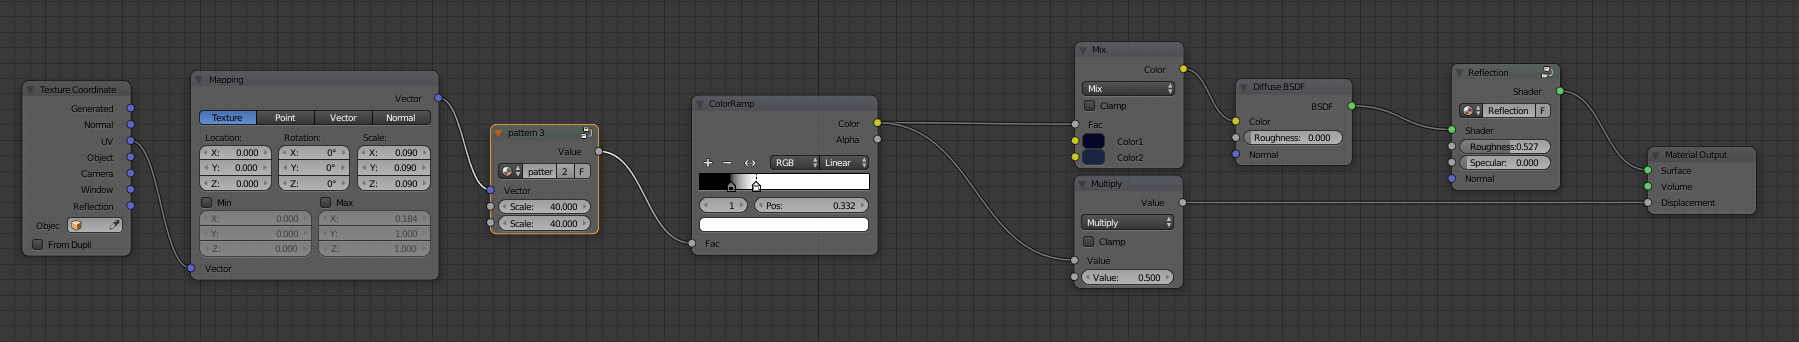 Texture Coordinate
Generated
Normal
UV
Object
Camera
Window
Reflection
Objec
From Dupli
Mapping
Vector
Texture Point Vector Normal
Location: Rotation: Scale:
X: 0.000 X: 0° X: 0.090
Y: 0.000 Y: 0° Y: 0.090
Z: 0.000 Z: 0° Z: 0.090
Min Max
X: 0.000 X: 0.184
Y: 0.000 Y: 1.000
Z: 0.000 Z: 1.000
Vector
pattern 3
Value
patter 2 F
Vector
Scale: 40.000
Scale: 40.000
ColorRamp
Color
Alpha
+ − RGB Linear
1 Pos: 0.332
Fac
Mix
Color
Mix
Clamp
Fac
Color1
Color2
Multiply
Value
Multiply
Clamp
Value
Value: 0.500
Diffuse BSDF
BSDF
Color
Roughness: 0.000
Normal
Reflection
Shader
Reflection F
Shader
Roughness:0.527
Specular: 0.000
Normal
Material Output
Surface
Volume
Displacement